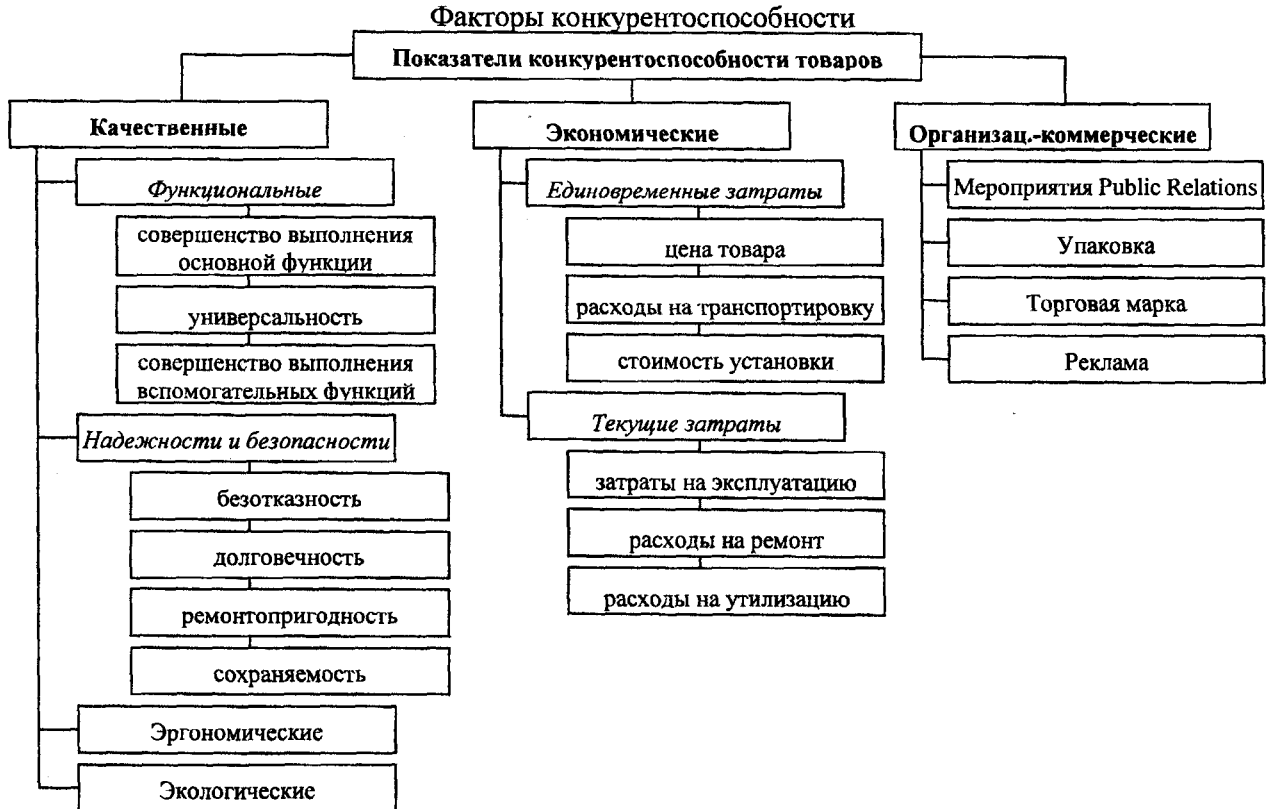 Факторы конкурентоспособности
Показатели конкурентоспособности товаров
Качественные
Функциональные
совершенство выполнения
основной функции
универсальность
совершенство выполнения
вспомогательных функций
Надежности и безопасности
безотказность
долговечность
ремонтопригодность
сохраняемость
Эргономические
Экологические
Экономические
Единовременные затраты
цена товара
расходы на транспортировку
стоимость установки
Текущие затраты
затраты на эксплуатацию
расходы на ремонт
расходы на утилизацию
Организац.-коммерческие
Мероприятия Public Relations
Упаковка
Торговая марка
Реклама